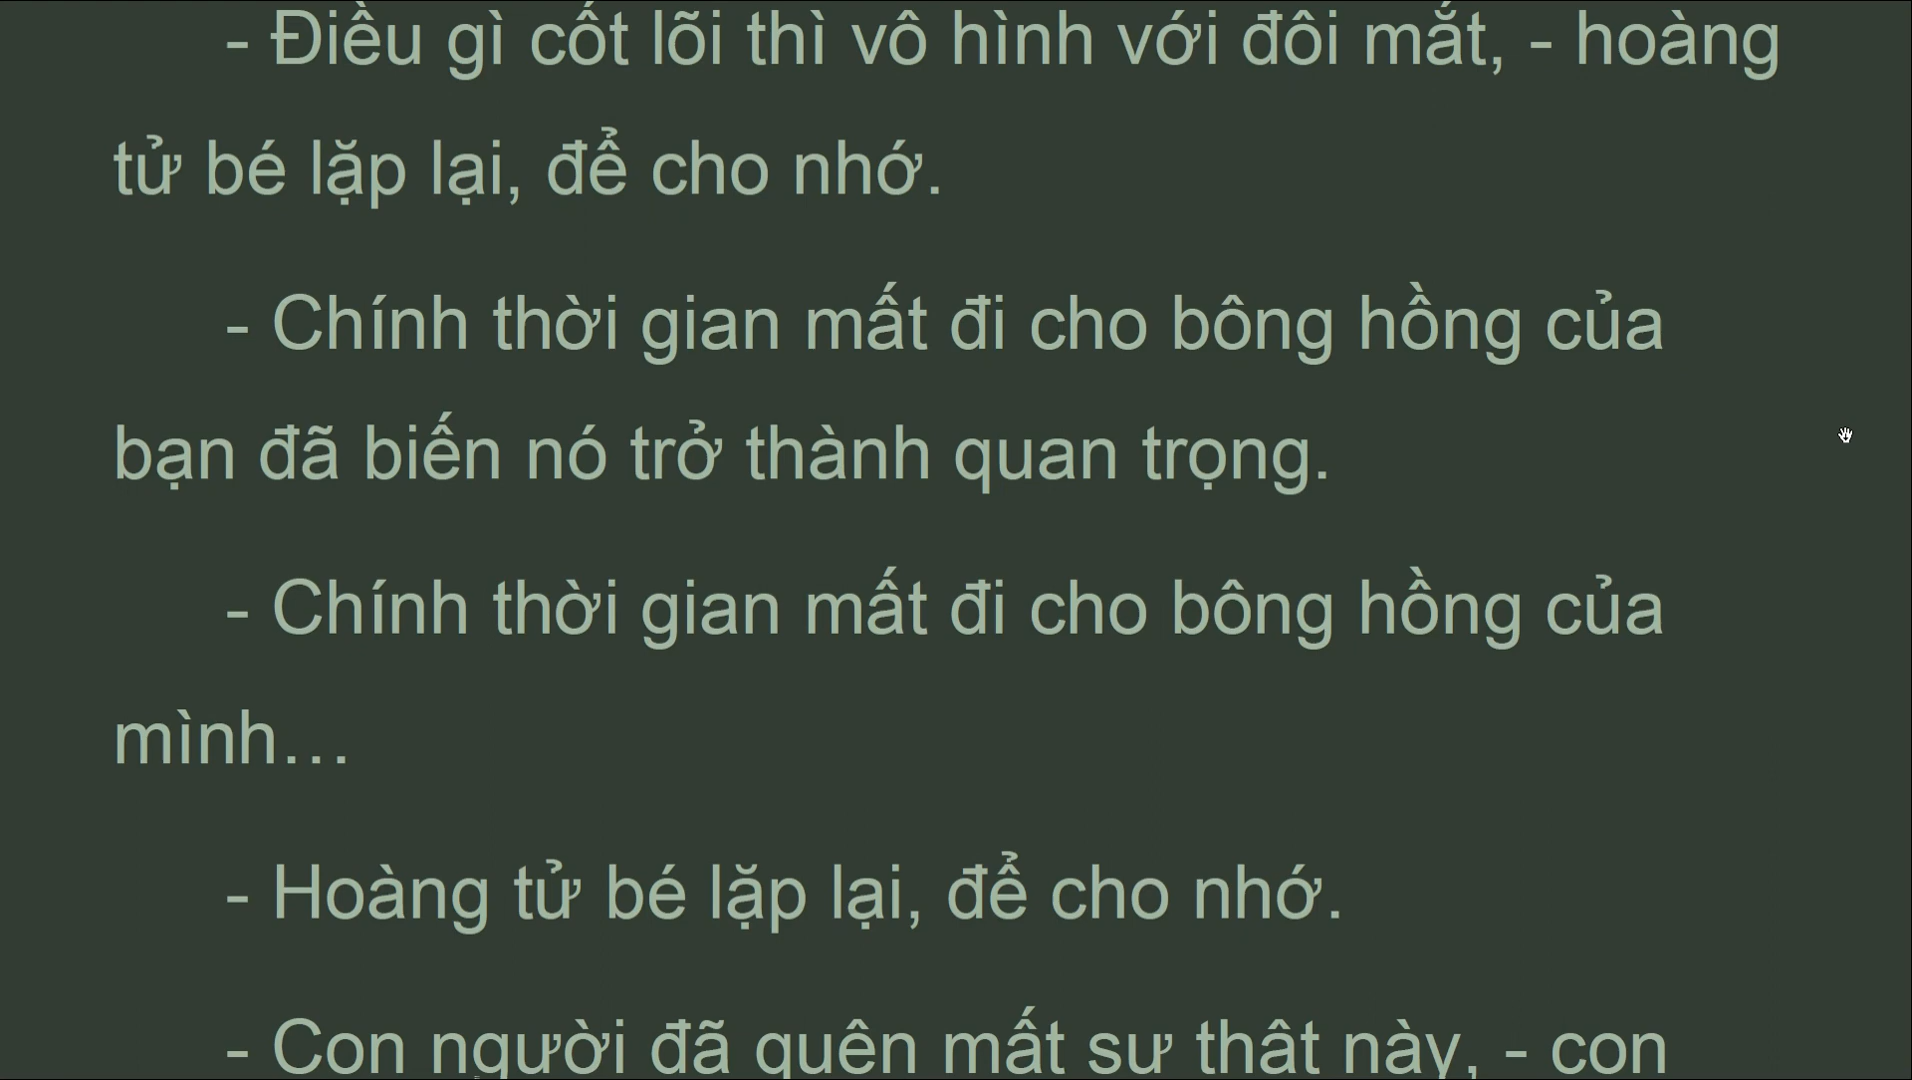 - Điều gì cốt lõi thì vô hình với đôi mắt, - hoàng
tử bé lặp lại, để cho nhớ.
- Chính thời gian mất đi cho bông hồng của
bạn đã biến nó trở thành quan trọng.
- Chính thời gian mất đi cho bông hồng của
mình…
- Hoàng tử bé lặp lại, để cho nhớ.
- Con người đã quên mất sự thật này, - con